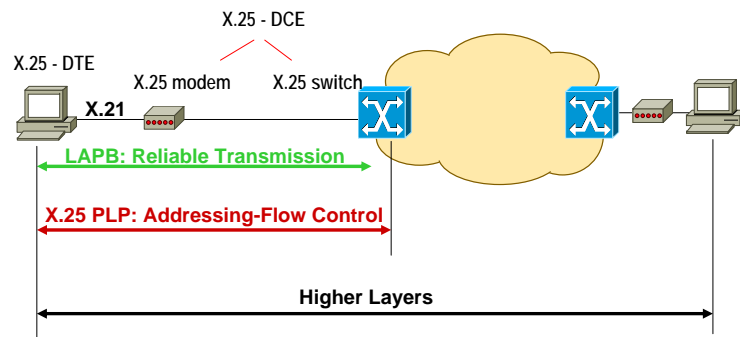 X.25 - DCE
X.25 - DTE
X.25 modem
X.25 switch
X.21
LAPB: Reliable Transmission
X.25 PLP: Addressing-Flow Control
Higher Layers